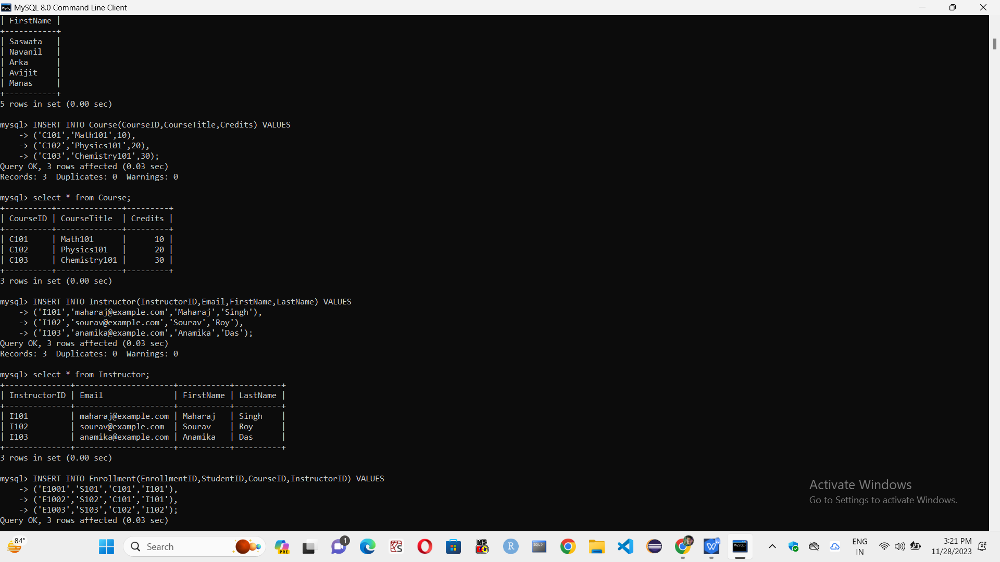 MySQL 8.0 Command Line Client
| FirstName |
+-----------+
| Saswata   |
| Navanil   |
| Arka      |
| Avijit    |
| Manas     |
+-----------+
5 rows in set (0.00 sec)
mysql> INSERT INTO Course(CourseID,CourseTitle,Credits) VALUES
    -> ('C101','Math101',10),
    -> ('C102','Physics101',20),
    -> ('C103','Chemistry101',30);
Query OK, 3 rows affected (0.03 sec)
Records: 3  Duplicates: 0  Warnings: 0
mysql> select * from Course;
+----------+--------------+---------+
| CourseID | CourseTitle  | Credits |
+----------+--------------+---------+
| C101     | Math101      |      10 |
| C102     | Physics101   |      20 |
| C103     | Chemistry101 |      30 |
+----------+--------------+---------+
3 rows in set (0.00 sec)
mysql> INSERT INTO Instructor(InstructorID,Email,FirstName,LastName) VALUES
    -> ('I101','maharaj@example.com','Maharaj','Singh'),
    -> ('I102','sourav@example.com','Sourav','Roy'),
    -> ('I103','anamika@example.com','Anamika','Das');
Query OK, 3 rows affected (0.03 sec)
Records: 3  Duplicates: 0  Warnings: 0
mysql> select * from Instructor;
+--------------+---------------------+-----------+----------+
| InstructorID | Email               | FirstName | LastName |
+--------------+---------------------+-----------+----------+
| I101         | maharaj@example.com | Maharaj   | Singh    |
| I102         | sourav@example.com  | Sourav    | Roy      |
| I103         | anamika@example.com | Anamika   | Das      |
+--------------+---------------------+-----------+----------+
3 rows in set (0.00 sec)
mysql> INSERT INTO Enrollment(EnrollmentID,StudentID,CourseID,InstructorID) VALUES
    -> ('E1001','S101','C101','I101'),
    -> ('E1002','S102','C101','I101'),
    -> ('E1003','S103','C102','I102');
Query OK, 3 rows affected (0.03 sec)
Activate Windows
Go to Settings to activate Windows.
84°
Search
PRE
1
MS
R
SQL>
W
ENG
IN
3:21 PM
11/28/2023